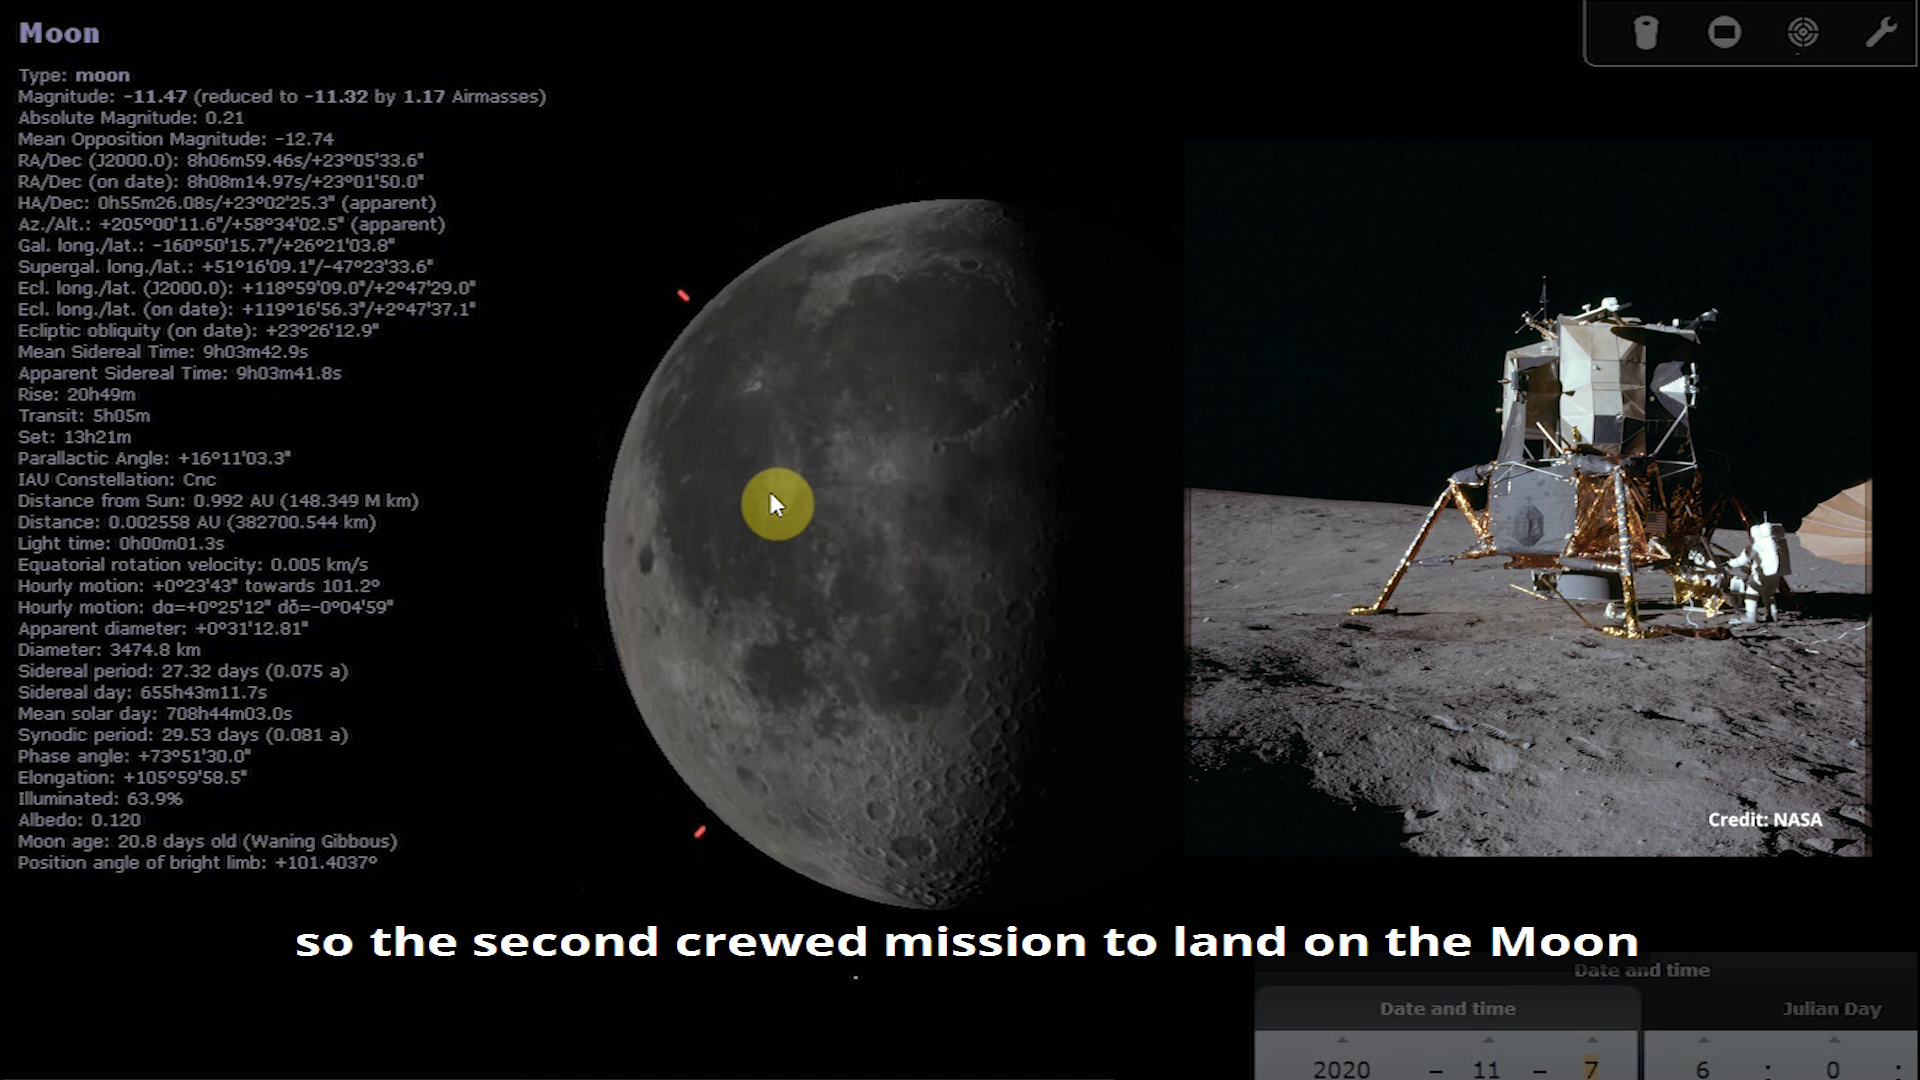 Moon
Type: moon
Magnitude: -11.47 (reduced to -11.32 by 1.17 Airmasses)
Absolute Magnitude: 0.21
Mean Opposition Magnitude: -12.74
RA/Dec (J2000.0): 8h06m59.46s/+23°05'33.6"
RA/Dec (on date): 8h08m14.97s/+23°01'50.0"
HA/Dec: 0h55m26.08s/+23°02'25.3" (apparent)
Az./Alt.: +205°00'11.6"/+58°34'02.5" (apparent)
Gal. long./lat.: -160°50'15.7"/+26°21'03.8"
Supergal. long./lat.: +51°16'09.1"/-47°23'33.6"
Ecl. long./lat. (J2000.0): +118°59'09.0"/+2°47'29.0"
Ecl. long./lat. (on date): +119°16'56.3"/+2°47'37.1"
Ecliptic obliquity (on date): +23°26'12.9"
Mean Sidereal Time: 9h03m42.9s
Apparent Sidereal Time: 9h03m41.8s
Rise: 20h49m
Transit: 5h05m
Set: 13h21m
Parallactic Angle: +16°11'03.3"
IAU Constellation: Cnc
Distance from Sun: 0.992 AU (148.349 M km)
Distance: 0.002558 AU (382700.544 km)
Light time: 0h00m01.3s
Equatorial rotation velocity: 0.005 km/s
Hourly motion: +0°23'43" towards 101.2°
Hourly motion: dα=+0°25'12" dδ=-0°04'59"
Apparent diameter: +0°31'12.81"
Diameter: 3474.8 km
Sidereal period: 27.32 days (0.075 a)
Sidereal day: 655h43m11.7s
Mean solar day: 708h44m03.0s
Synodic period: 29.53 days (0.081 a)
Phase angle: +73°51'30.0"
Elongation: +105°59'58.5"
Illuminated: 63.9%
Albedo: 0.120
Moon age: 20.8 days old (Waning Gibbous)
Position angle of bright limb: +101.4037°
Credit: NASA
so the second crewed mission to land on the Moon
Date and time
Date and time Julian Day
2020 - 11 - 7 6 : 0 :